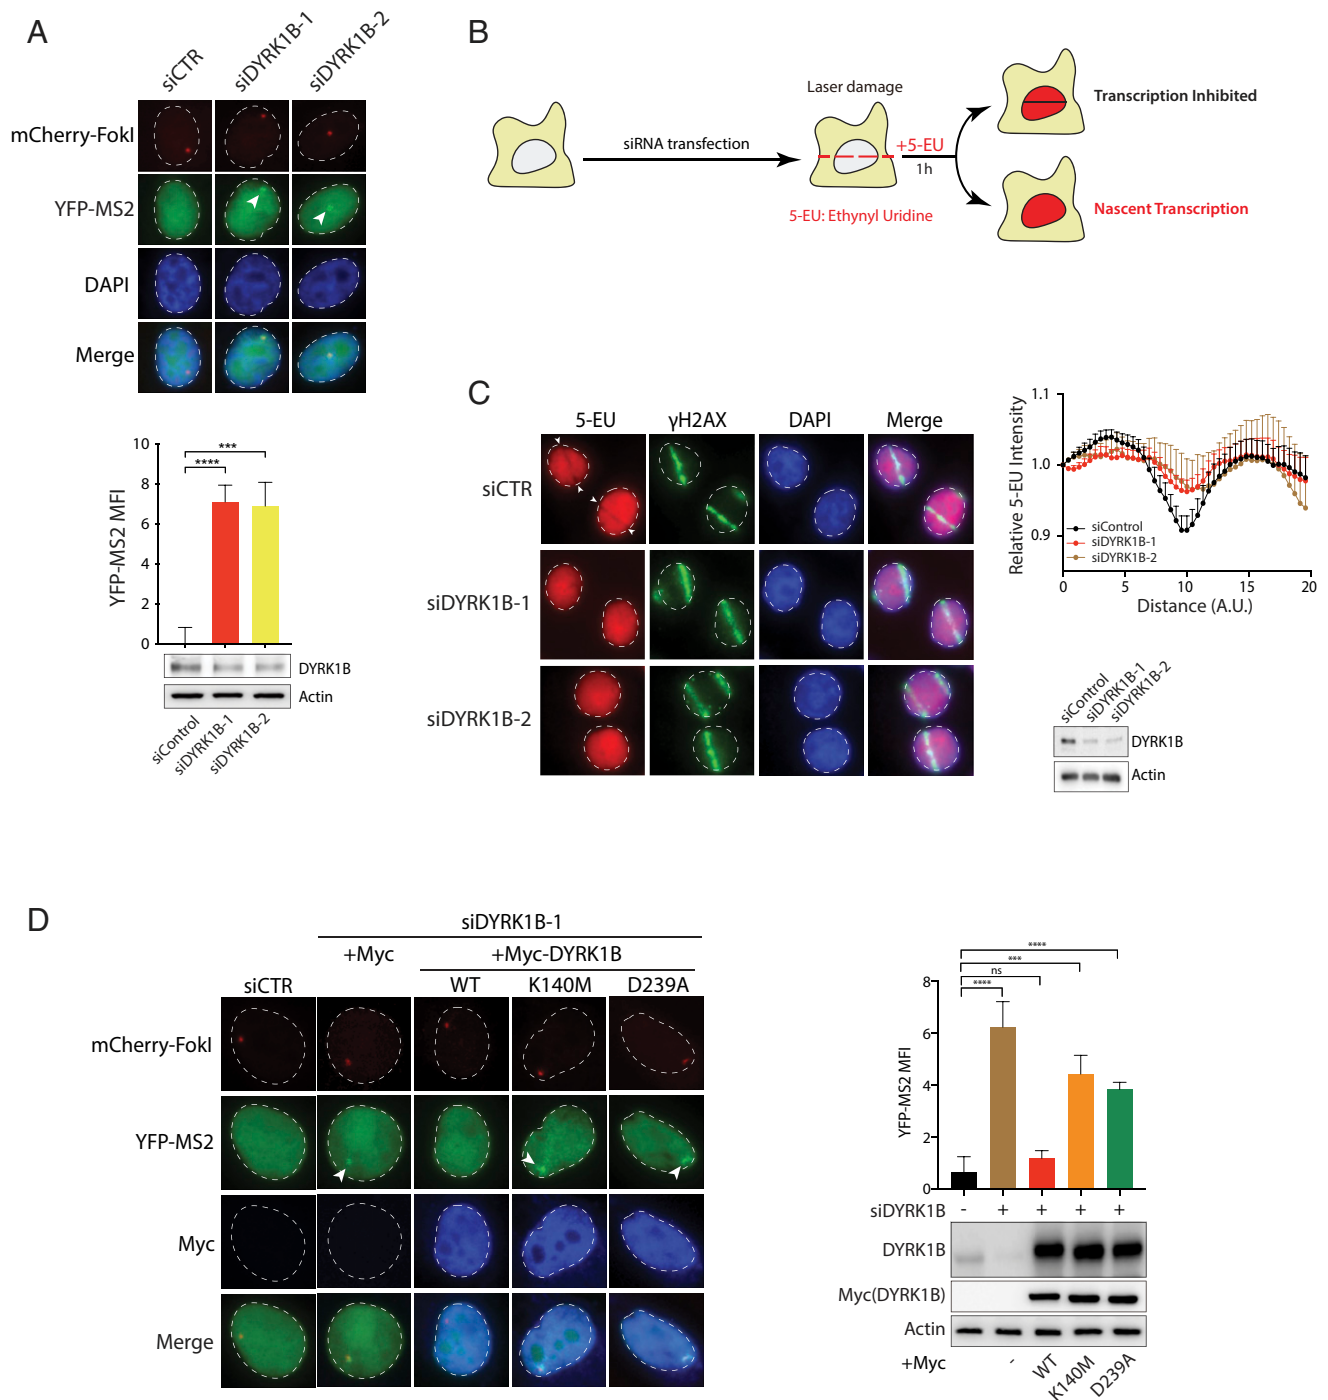 A
siCTR
siDYRK1B-1
siDYRK1B-2
mCherry-FokI
YFP-MS2
DAPI
Merge
10
8
6
4
2
0
YFP-MS2 MFI
***
****
DYRK1B
Actin
siControl
siDYRK1B-1
siDYRK1B-2
B
siRNA transfection
Laser damage
+5-EU
1h
5-EU: Ethynyl Uridine
Transcription Inhibited
Nascent Transcription
C
5-EU
γH2AX
DAPI
Merge
siCTR
siDYRK1B-1
siDYRK1B-2
1.1
1.0
0.9
Relative 5-EU Intensity
siControl
siDYRK1B-1
siDYRK1B-2
0
5
10
15
20
Distance (A.U.)
siControl
siDYRK1B-1
siDYRK1B-2
DYRK1B
Actin
D
siDYRK1B-1
+Myc
+Myc-DYRK1B
siCTR
WT
K140M
D239A
mCherry-FokI
YFP-MS2
Myc
Merge
****
***
ns
****
8
6
4
2
0
YFP-MS2 MFI
siDYRK1B - + + + +
DYRK1B
Myc(DYRK1B)
Actin
+Myc - WT K140M D239A